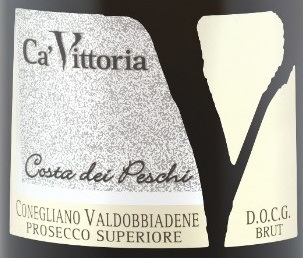 Ca' Vittoria
Costa dei Peschi
CONEGLIANO VALDOBBIADENE
PROSECCO SUPERIORE
D.O.C.G.
BRUT